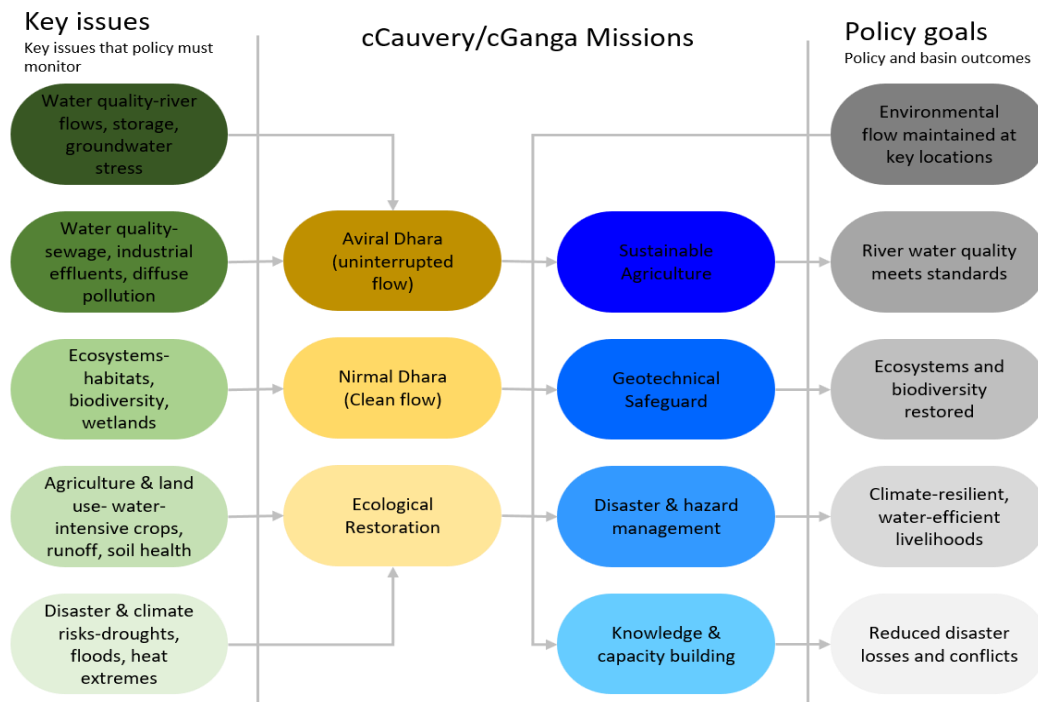 Key issues
Key issues that policy must
monitor
cCauvery/cGanga Missions
Policy goals
Policy and basin outcomes
Water quality-river
flows, storage,
groundwater
stress
Environmental
flow maintained at
key locations
Water quality-
sewage, industrial
effluents, diffuse
pollution
Aviral Dhara
(uninterrupted
flow)
Sustainable
Agriculture
River water quality
meets standards
Ecosystems-
habitats,
biodiversity,
wetlands
Nirmal Dhara
(Clean flow)
Geotechnical
Safeguard
Ecosystems and
biodiversity
restored
Agriculture & land
use- water-
intensive crops,
runoff, soil health
Ecological
Restoration
Disaster & hazard
management
Climate-resilient,
water-efficient
livelihoods
Disaster & climate
risks-droughts,
floods, heat
extremes
Knowledge &
capacity building
Reduced disaster
losses and conflicts